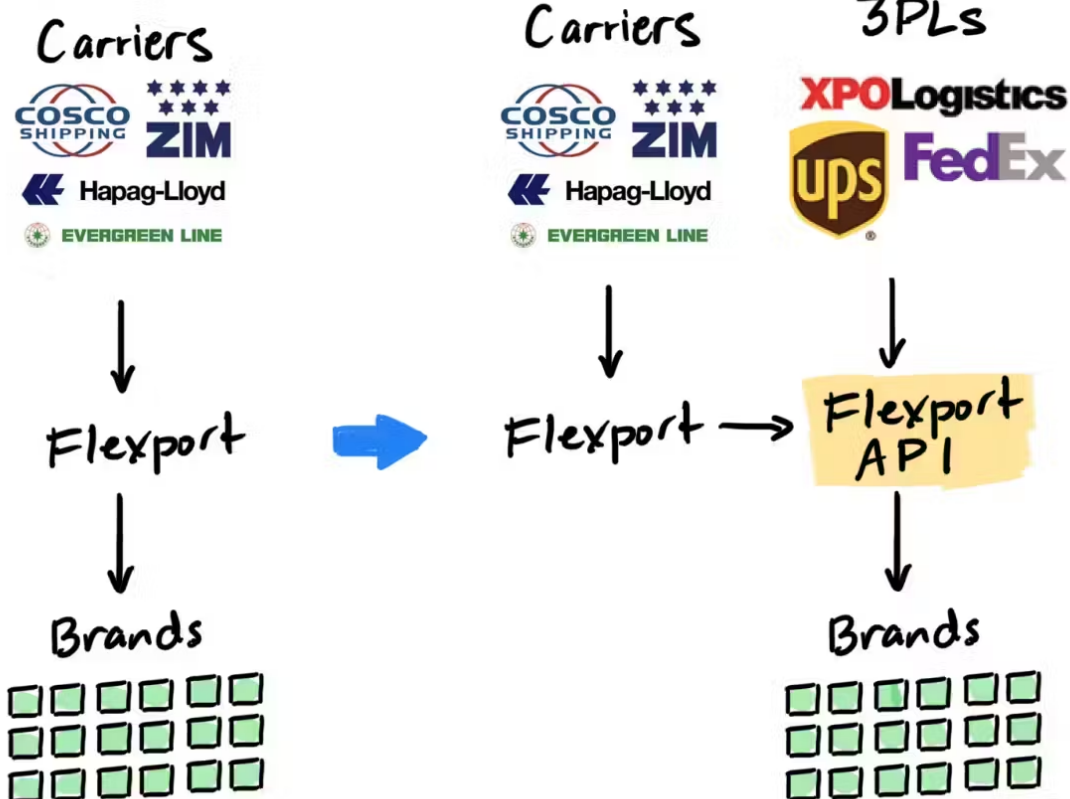 Carriers
COSCO
SHIPPING
ZIM
Hapag-Lloyd
EVERGREEN LINE
Flexport
Brands
Carriers
COSCO
SHIPPING
ZIM
Hapag-Lloyd
EVERGREEN LINE
Flexport
3PLs
XPOLogistics
ups
®
FedEx
Flexport
API
Brands